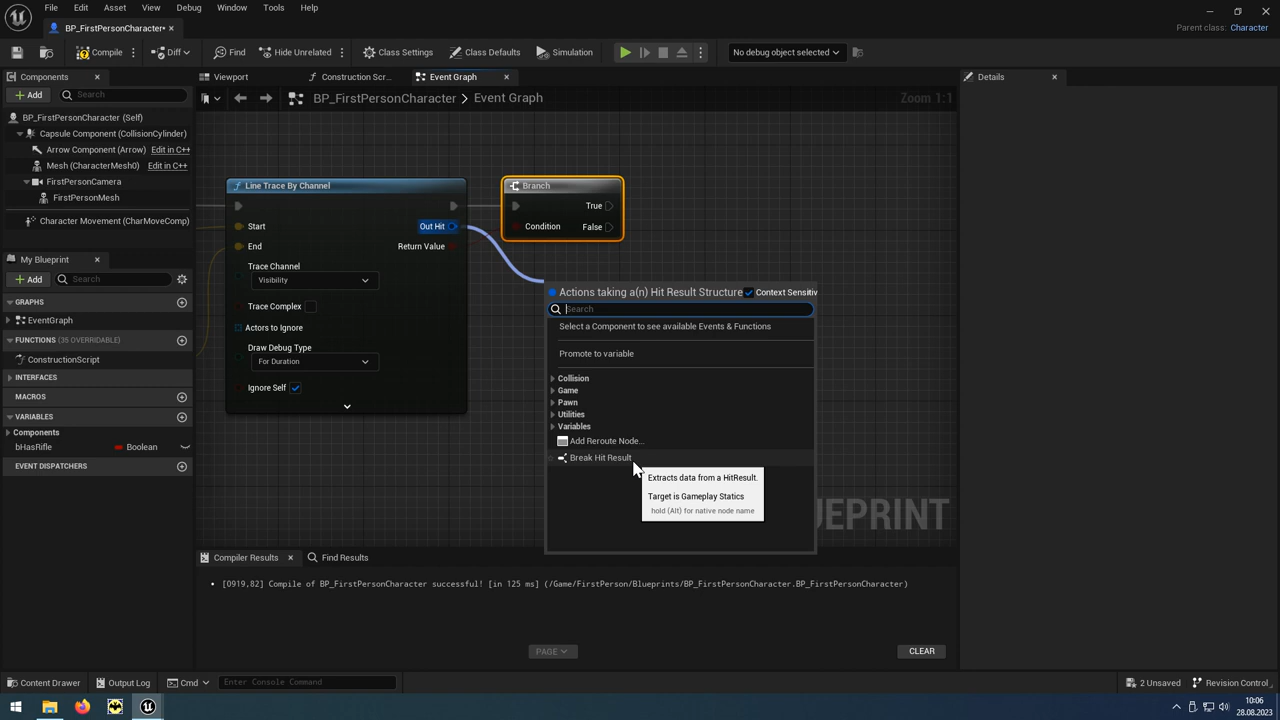 File Edit Asset View Debug Window Tools Help
BP_FirstPersonCharacter*
Parent class: Character
Compile Diff Find Hide Unrelated Class Settings Class Defaults Simulation No debug object selected
Components Viewport Construction Scr... Event Graph Details
Add Search BP_FirstPersonCharacter > Event Graph Zoom 1:1
BP_FirstPersonCharacter (Self)
Capsule Component (CollisionCylinder)
Arrow Component (Arrow) Edit in C++
Mesh (CharacterMesh0) Edit in C++
FirstPersonCamera
FirstPersonMesh
Character Movement (CharMoveComp)
My Blueprint
Add Search
GRAPHS
EventGraph
FUNCTIONS (35 OVERRIDABLE)
ConstructionScript
INTERFACES
MACROS
VARIABLES
Components
bHasRifle Boolean
EVENT DISPATCHERS
Line Trace By Channel
Start Out Hit
End Return Value
Trace Channel
Visibility
Trace Complex
Actors to Ignore
Draw Debug Type
For Duration
Ignore Self
Branch
True
Condition False
Actions taking a(n) Hit Result Structure Context Sensitiv
Search
Select a Component to see available Events & Functions
Promote to variable
Collision
Game
Pawn
Utilities
Variables
Add Reroute Node...
Break Hit Result
Extracts data from a HitResult.
Target is Gameplay Statics
hold (Alt) for native node name
UEPRINT
Compiler Results Find Results
[0919,82] Compile of BP_FirstPersonCharacter successful! [in 125 ms] (/Game/FirstPerson/Blueprints/BP_FirstPersonCharacter.BP_FirstPersonCharacter)
PAGE CLEAR
Content Drawer Output Log Cmd Enter Console Command 2 Unsaved Revision Control
10:06
28.08.2023